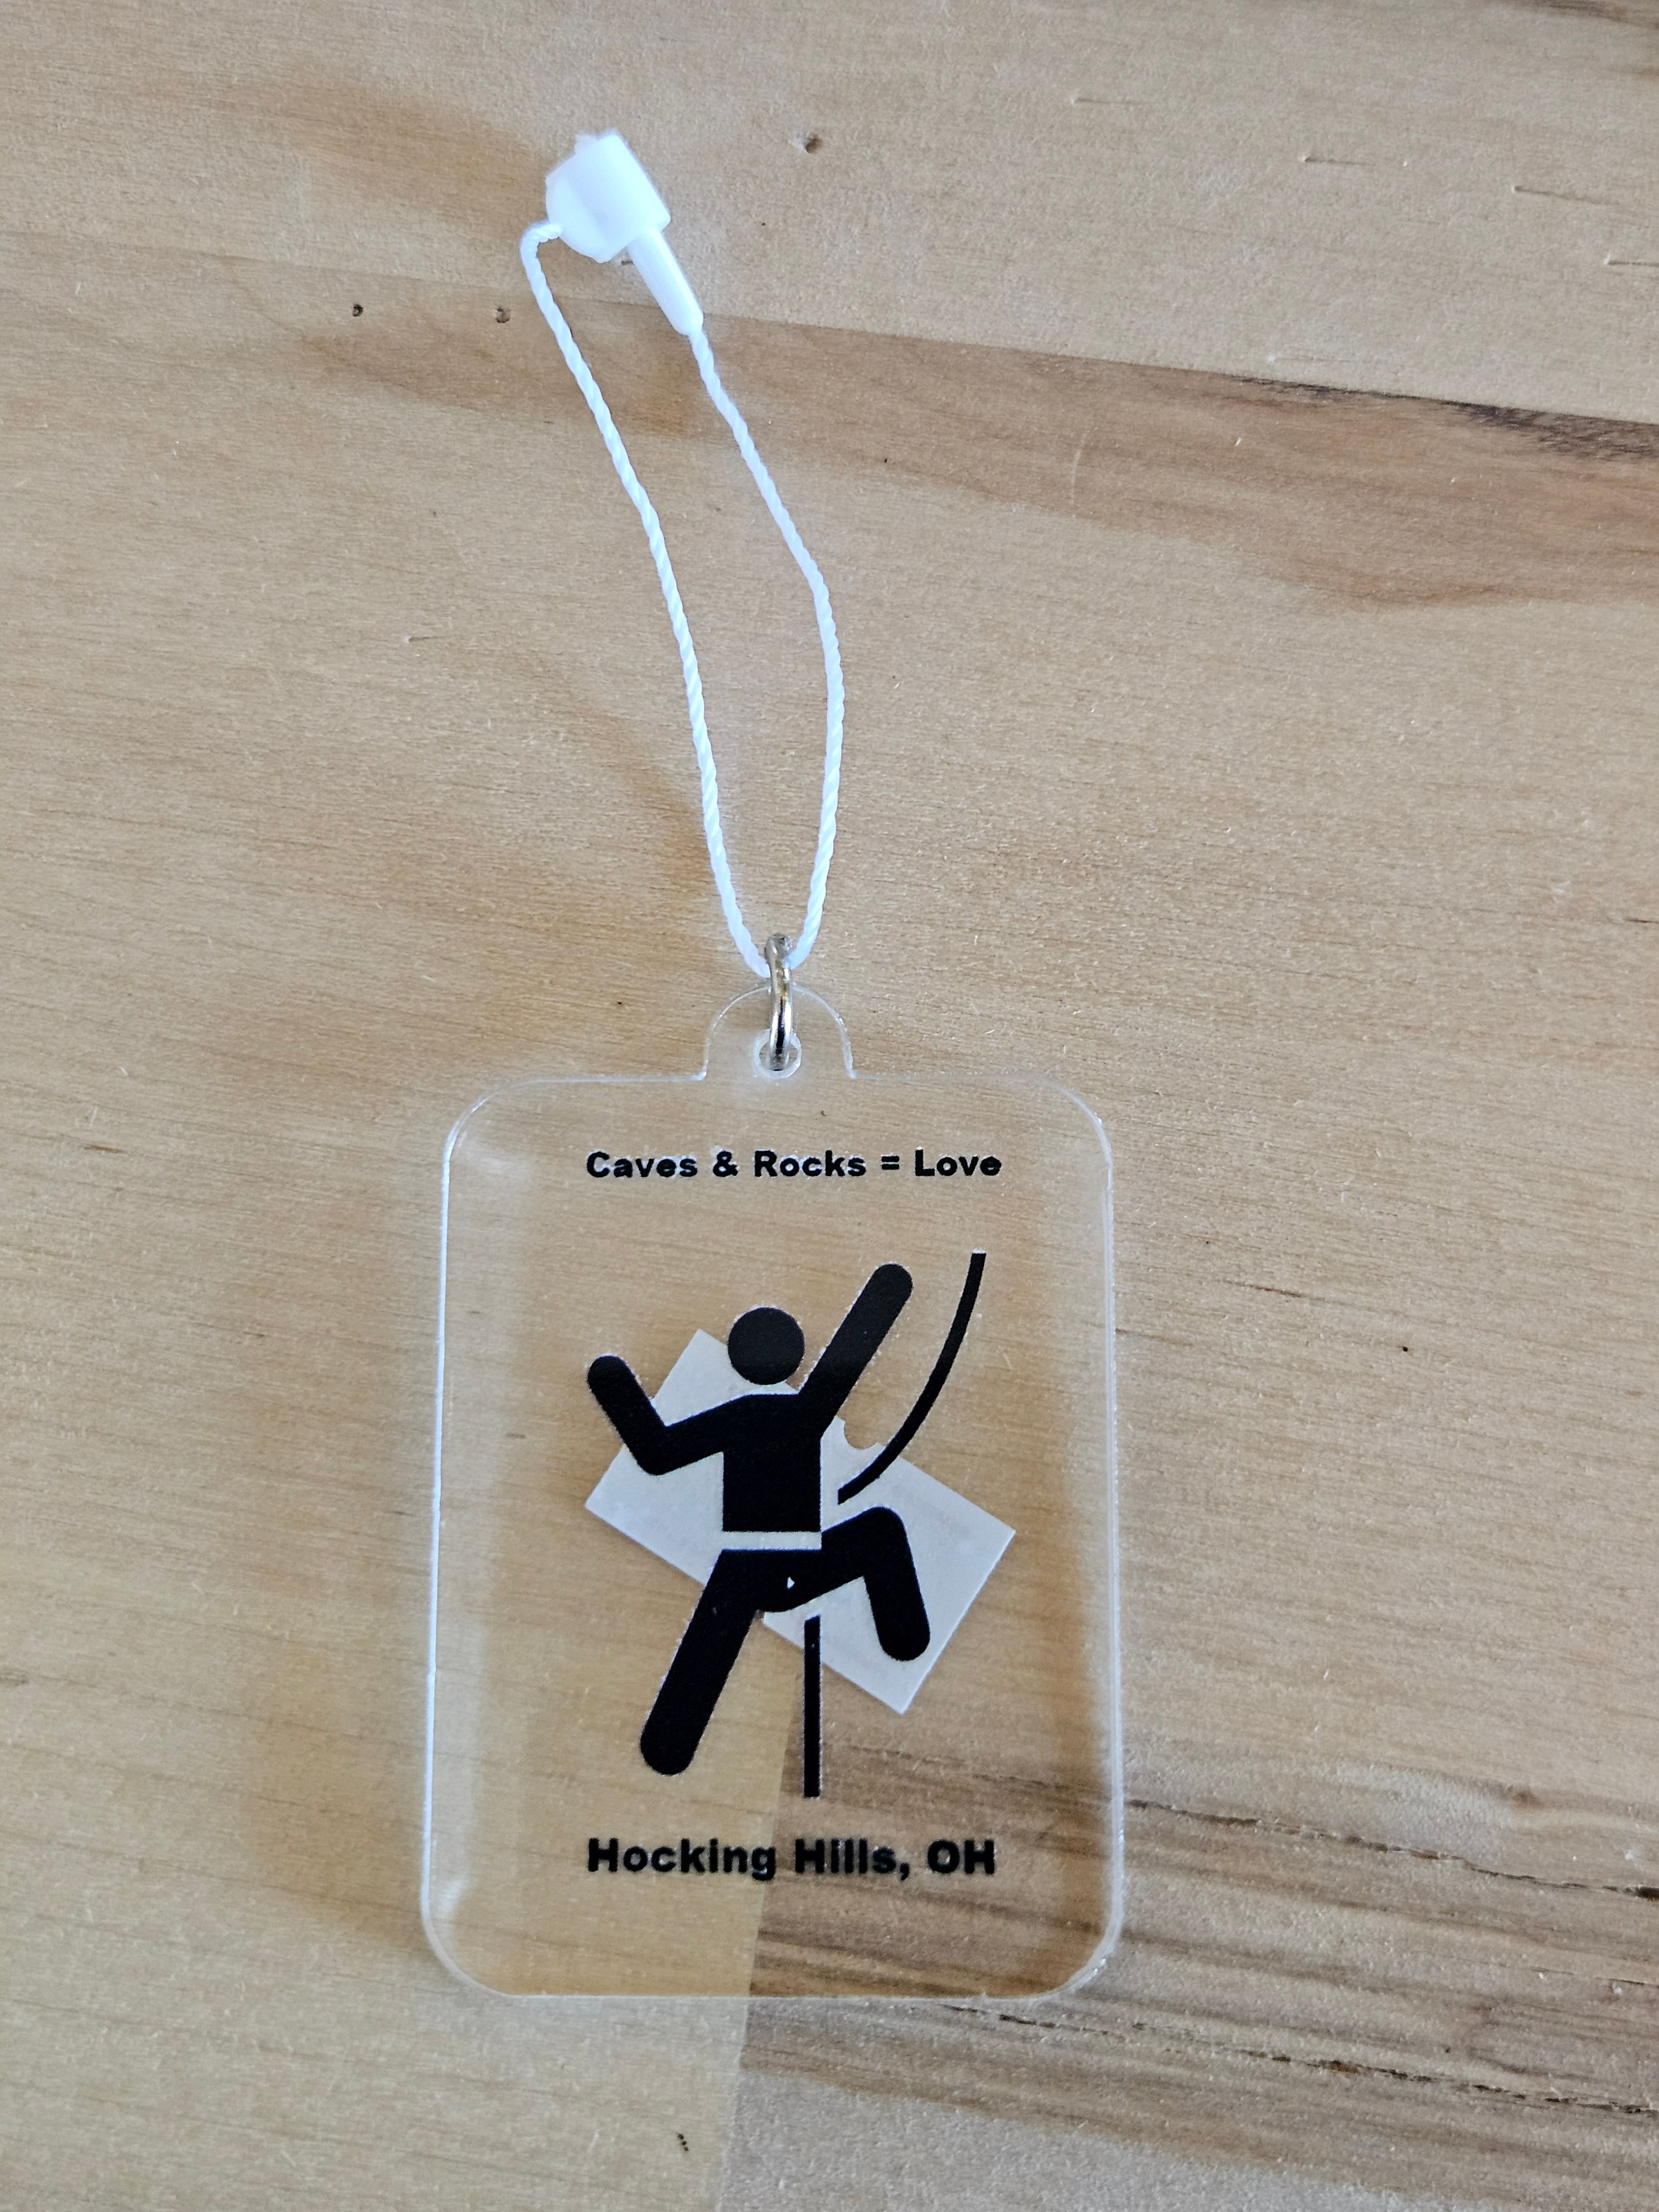 Caves & Rocks = Love
Hocking Hills, OH